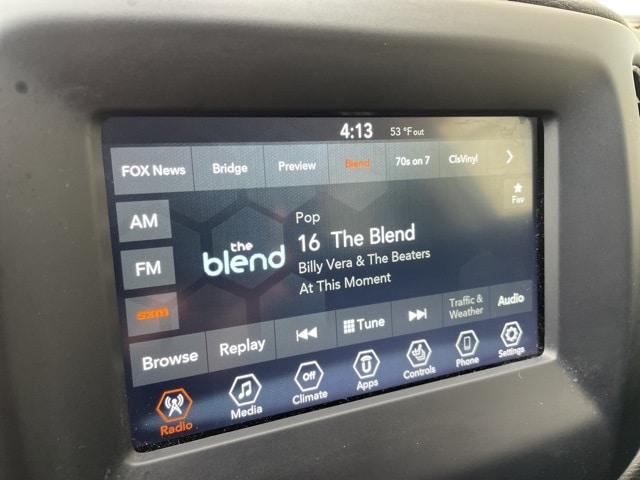 4:13 53 °F out
FOX News Bridge Preview Blend 70s on 7 ClsVinyl
Fav
AM
Pop
the
blend
16 The Blend
FM
Billy Vera & The Beaters
At This Moment
sxm
Browse Replay Tune Traffic & Weather Audio
Radio Media Off Climate Apps Controls Phone Settings